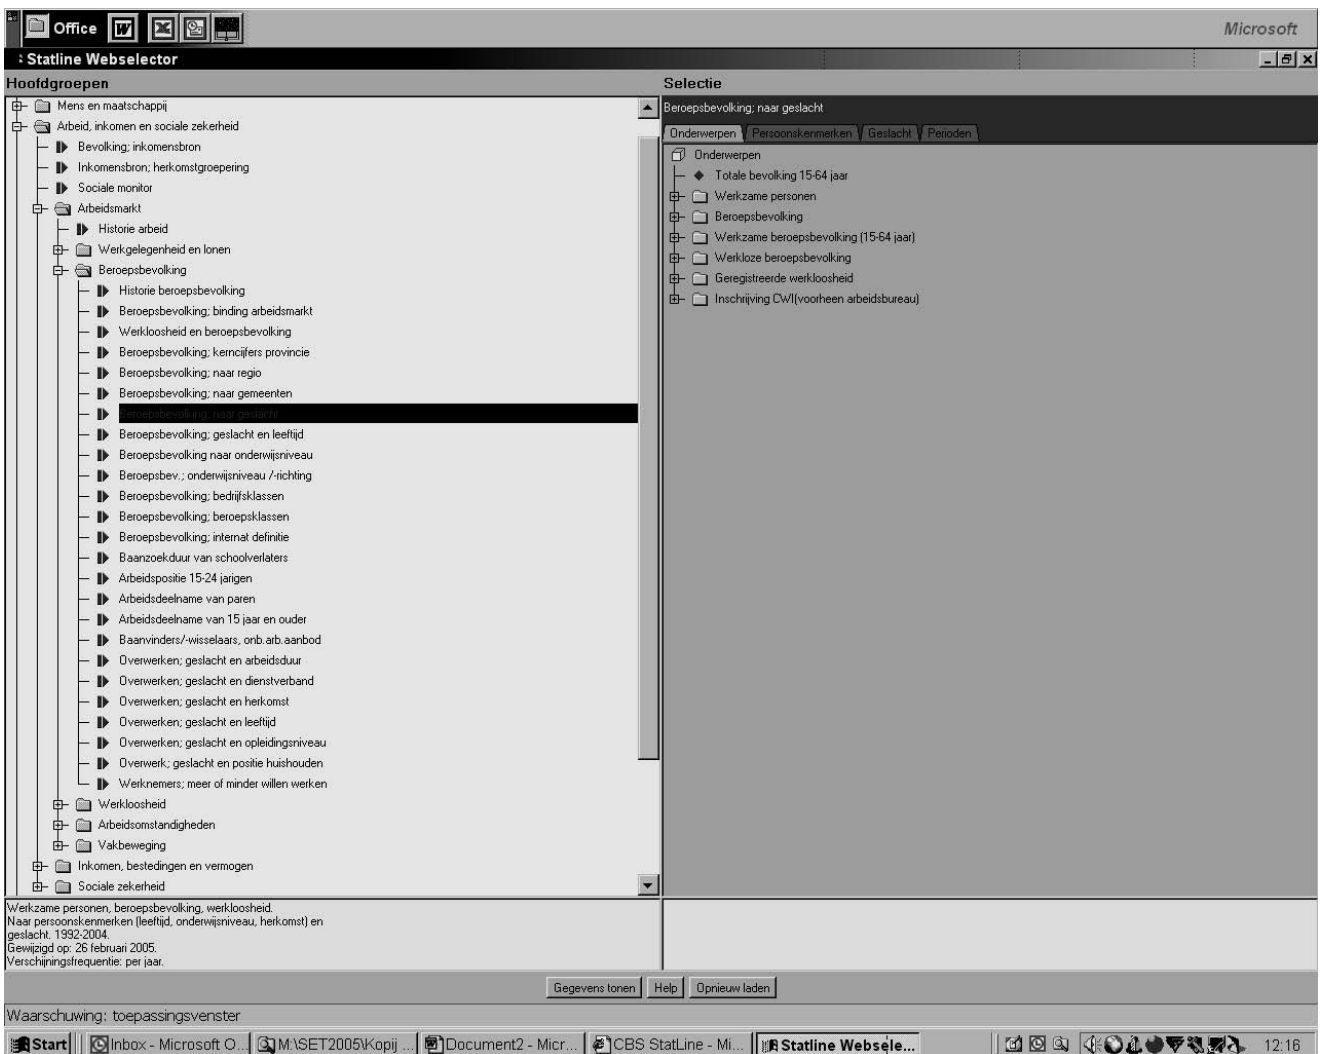 Office
Microsoft
Statline Webselector
Hoofdgroepen
Mens en maatschappij
Arbeid, inkomen en sociale zekerheid
Bevolking; inkomensbron
Inkomensbron; herkomstgroepering
Sociale monitor
Arbeidsmarkt
Historie arbeid
Werkgelegenheid en lonen
Beroepsbevolking
Historie beroepsbevolking
Beroepsbevolking; binding arbeidsmarkt
Werkloosheid en beroepsbevolking
Beroepsbevolking; kerncijfers provincie
Beroepsbevolking; naar regio
Beroepsbevolking; naar gemeenten
Beroepsbevolking; naar geslacht
Beroepsbevolking; geslacht en leeftijd
Beroepsbevolking naar onderwijsniveau
Beroepsbev.; onderwijsniveau /-richting
Beroepsbevolking; bedrijfsklassen
Beroepsbevolking; beroepsklassen
Beroepsbevolking; internat definitie
Baanzoekduur van schoolverlaters
Arbeidspositie 15-24 jarigen
Arbeidsdeelname van paren
Arbeidsdeelname van 15 jaar en ouder
Baanvinders/-wisselaars, onb.arb.aanbod
Overwerken; geslacht en arbeidsduur
Overwerken; geslacht en dienstverband
Overwerken; geslacht en herkomst
Overwerken; geslacht en leeftijd
Overwerken; geslacht en opleidingsniveau
Overwerk; geslacht en positie huishouden
Werknemers; meer of minder willen werken
Werkloosheid
Arbeidsomstandigheden
Vakbeweging
Inkomen, bestedingen en vermogen
Sociale zekerheid
Werkzame personen, beroepsbevolking, werkloosheid.
Naar persoonskenmerken (leeftijd, onderwijsniveau, herkomst) en
geslacht. 1992-2004.
Gewijzigd op: 26 februari 2005.
Verschijningsfrequentie: per jaar.
Selectie
Beroepsbevolking; naar geslacht
Onderwerpen Persoonskenmerken Geslacht Perioden
Onderwerpen
Totale bevolking 15-64 jaar
Werkzame personen
Beroepsbevolking
Werkzame beroepsbevolking (15-64 jaar)
Werkloze beroepsbevolking
Geregistreerde werkloosheid
Inschrijving CWI(voorheen arbeidsbureau)
Gegevens tonen Help Opnieuw laden
Waarschuwing: toepassingsvenster
Start Inbox - Microsoft O... M:\SET2005\Kopij ... Document2 - Micr... CBS StatLine - Mi... Statline Webseле... 12:16